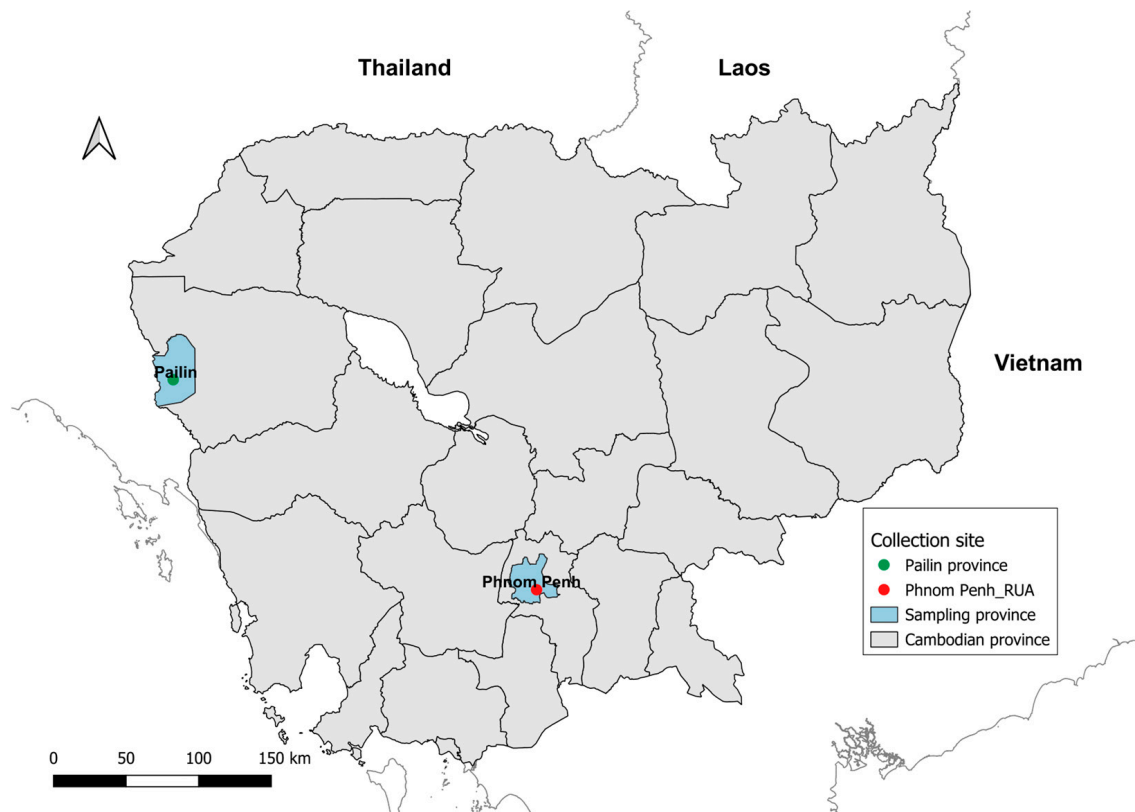 Thailand
Laos
Vietnam
Pailin
Phnom Penh
Collection site
Pailin province
Phnom Penh_RUA
Sampling province
Cambodian province
0 50 100 150 km